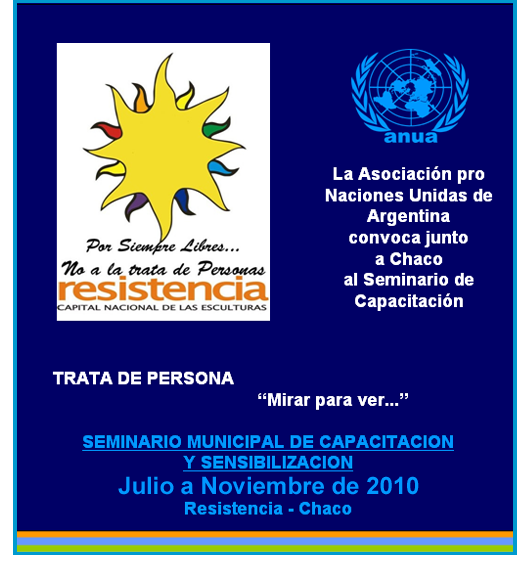 Por Siempre Libres...
No a la trata de Personas
resistencia
CAPITAL NACIONAL DE LAS ESCULTURAS
anua
La Asociación pro
Naciones Unidas de
Argentina
convoca junto
a Chaco
al Seminario de
Capacitación
TRATA DE PERSONA
“Mirar para ver...”
SEMINARIO MUNICIPAL DE CAPACITACION
Y SENSIBILIZACION
Julio a Noviembre de 2010
Resistencia - Chaco